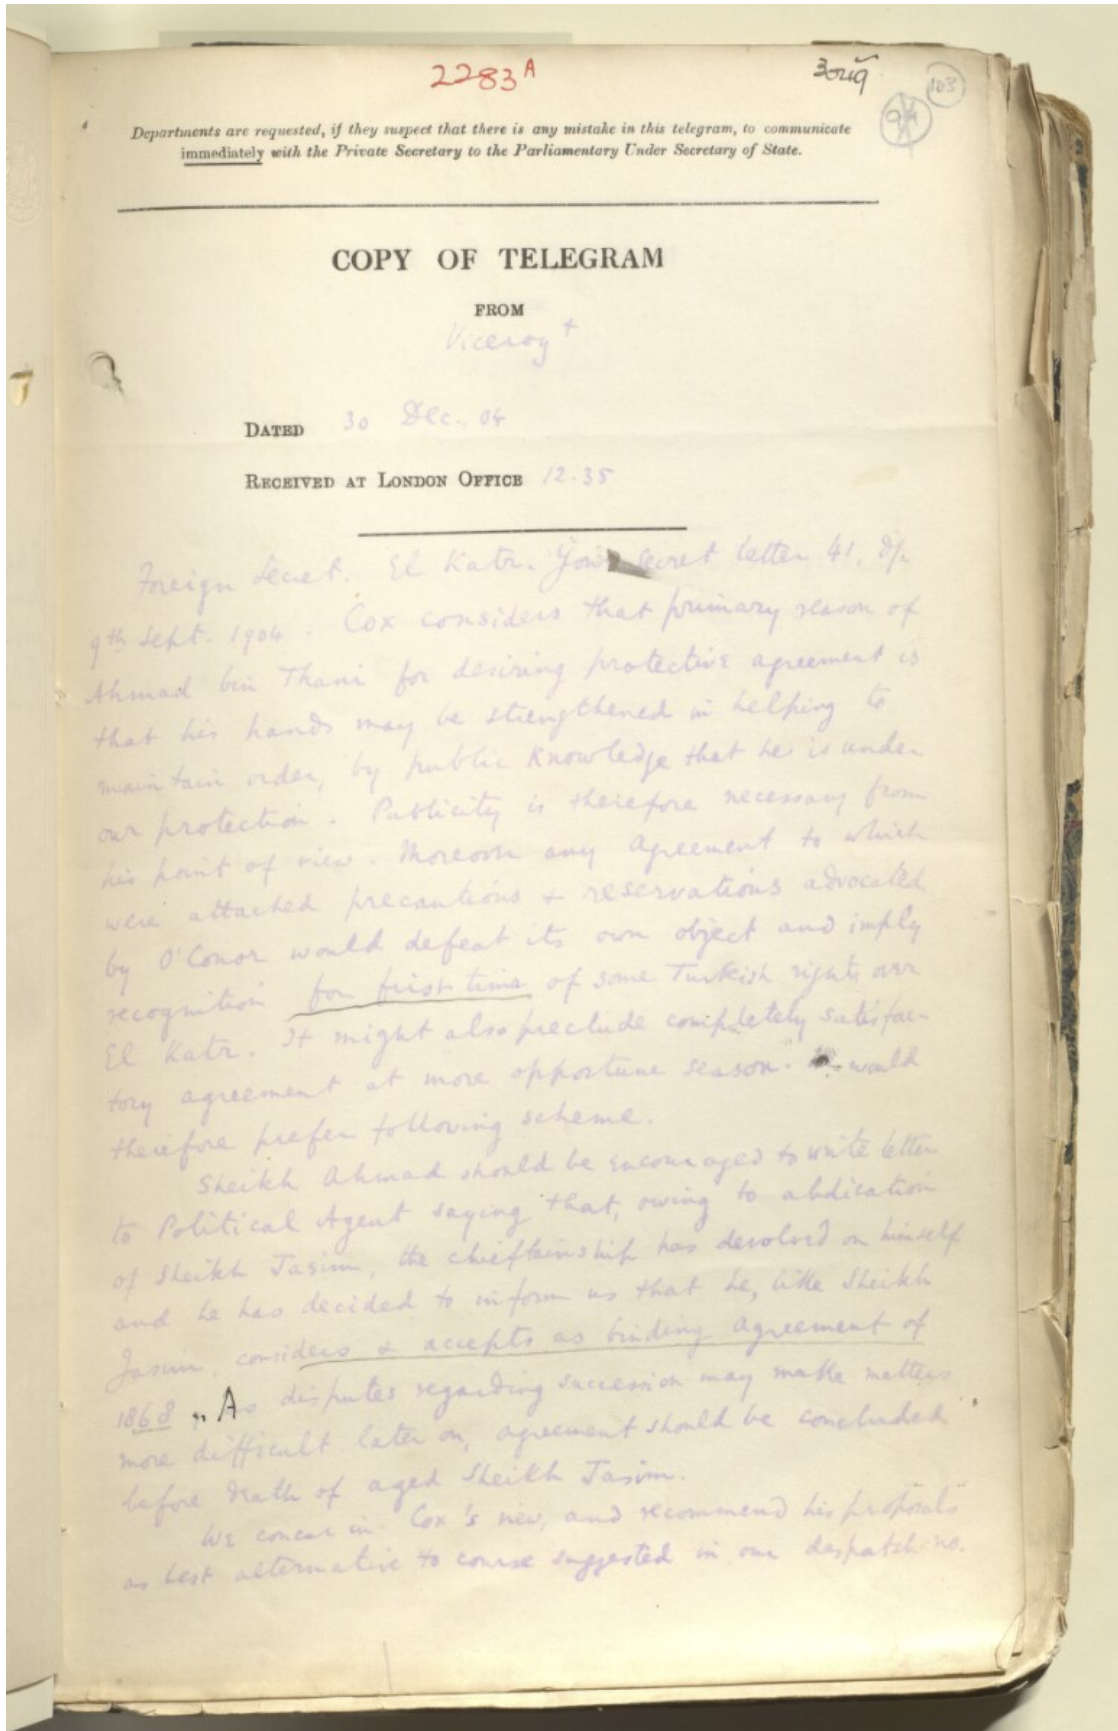 2283A
103
Departments are requested, if they suspect that there is any mistake in this telegram, to communicate
immediately with the Private Secretary to the Parliamentary Under Secretary of State.
COPY OF TELEGRAM
FROM
Viceroy +
DATED 30 Dec. 04
RECEIVED AT LONDON OFFICE 12.35
Foreign Secret. El Katr. Your secret letter 41. d/.
9th Sept. 1904. Cox considers that primary reason of
Ahmad bin Thani for desiring protective agreement is
that his hands may be strengthened in helping to
maintain order, by public knowledge that he is under
our protection. Publicity is therefore necessary from
his point of view. Moreover any agreement to which
were attached precautions + reservations advocated
by O'Conor would defeat its own object and imply
recognition for first time of some Turkish rights over
El Katr. It might also preclude completely satisfac-
tory agreement at more opportune season. would
therefore prefer following scheme.
Sheikh Ahmad should be encouraged to write letter
to Political Agent saying that, owing to abdication
of Sheikh Jasim, the chieftainship has devolved on himself
and he has decided to inform us that he, like Sheikh
Jasim, considers + accepts as binding agreement of
1868. As disputes regarding succession may make matters
more difficult later on, agreement should be concluded
before death of aged Sheikh Jasim.
We concur in Cox's view, and recommend his proposals
as best alternative to course suggested in our despatch no.